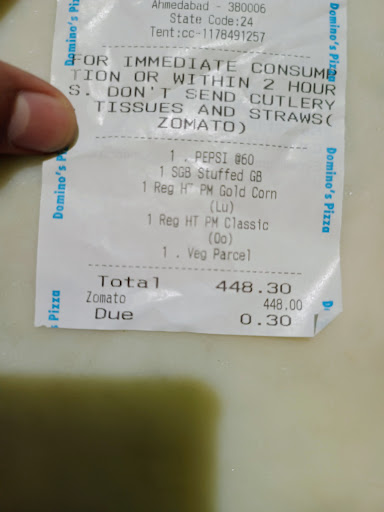 Ahmedabad - 380006
State Code:24
Tent:cc-1178491257
FOR IMMEDIATE CONSUMP
TION OR WITHIN 2 HOUR
S. DON'T SEND CUTLERY
TISSUES AND STRAWS(
ZOMATO)
1 . PEPSI @60
1 SGB Stuffed GB
1 Reg HT PM Gold Corn
(Lu)
1 Reg HT PM Classic
(Oo)
1 . Veg Parcel
Total 448.30
Zomato 448.00
Due 0.30
Domino's Pizza
Domino's P
Domino's Pizza
s Pizza
Domino's Pizza
Domino's Pizza
D